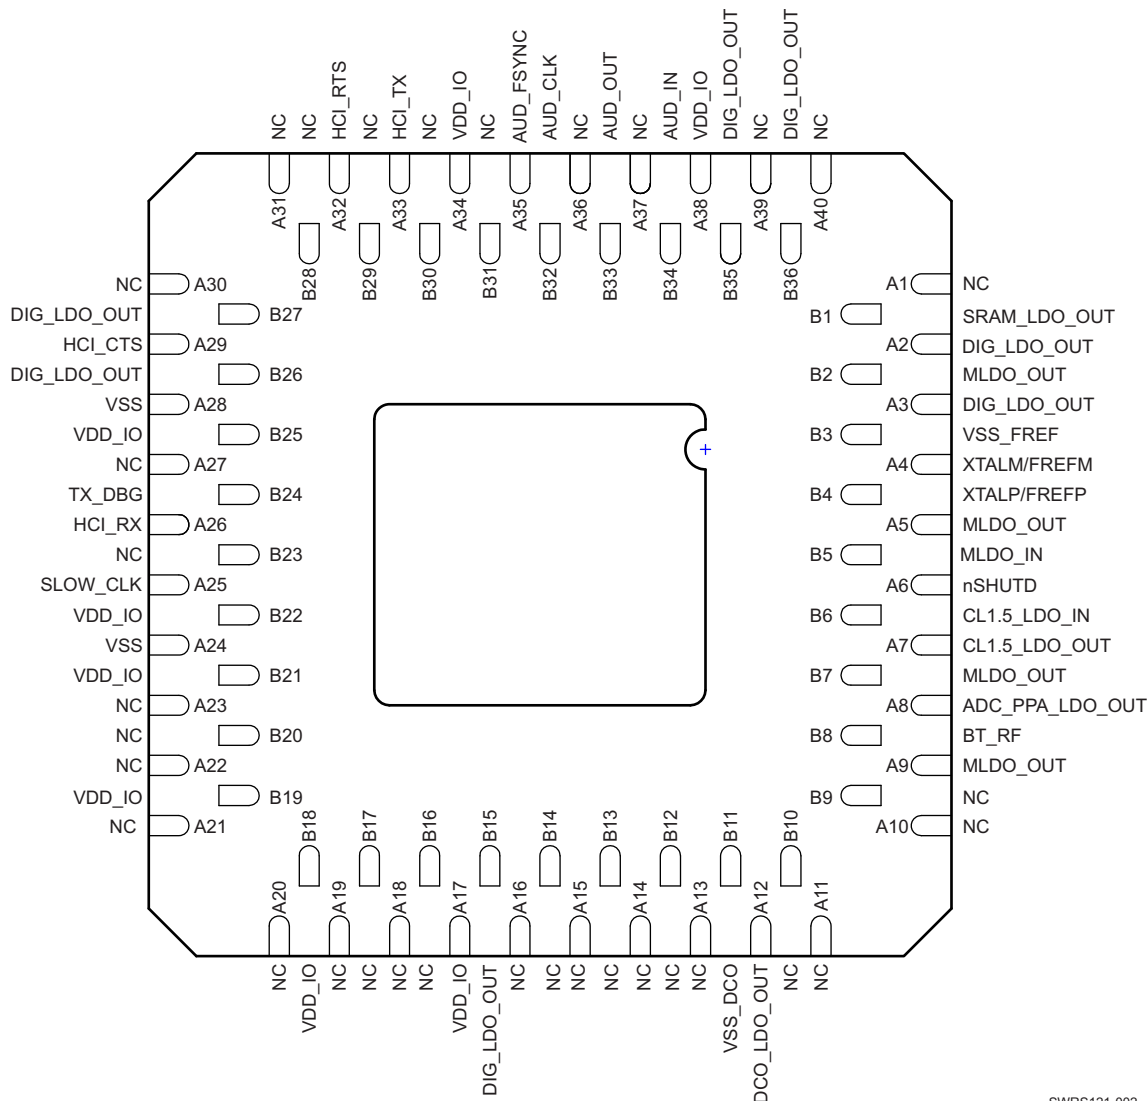 NC
NC
HCI_RTS
NC
HCI_TX
NC
VDD_IO
NC
AUD_FSYNC
AUD_CLK
NC
AUD_OUT
NC
AUD_IN
VDD_IO
DIG_LDO_OUT
NC
DIG_LDO_OUT
NC
A31
A32
A33
A34
A35
A36
A37
A38
A39
A40
B28
B29
B30
B31
B32
B33
B34
B35
B36
NC A30
DIG_LDO_OUT B27
HCI_CTS A29
DIG_LDO_OUT B26
VSS A28
VDD_IO B25
NC A27
TX_DBG B24
HCI_RX A26
NC B23
SLOW_CLK A25
VDD_IO B22
VSS A24
VDD_IO B21
NC A23
NC B20
NC A22
VDD_IO B19
NC A21
A1 NC
B1 SRAM_LDO_OUT
A2 DIG_LDO_OUT
B2 MLDO_OUT
A3 DIG_LDO_OUT
B3 VSS_FREF
A4 XTALM/FREFM
B4 XTALP/FREFP
A5 MLDO_OUT
B5 MLDO_IN
A6 nSHUTD
B6 CL1.5_LDO_IN
A7 CL1.5_LDO_OUT
B7 MLDO_OUT
A8 ADC_PPA_LDO_OUT
B8 BT_RF
A9 MLDO_OUT
B9 NC
A10 NC
B18
B17
B16
B15
B14
B13
B12
B11
B10
A20
A19
A18
A17
A16
A15
A14
A13
A12
A11
NC
VDD_IO
NC
NC
NC
NC
VDD_IO
DIG_LDO_OUT
NC
NC
NC
NC
NC
NC
NC
VSS_DCO
DCO_LDO_OUT
NC
NC
SWRS121-002